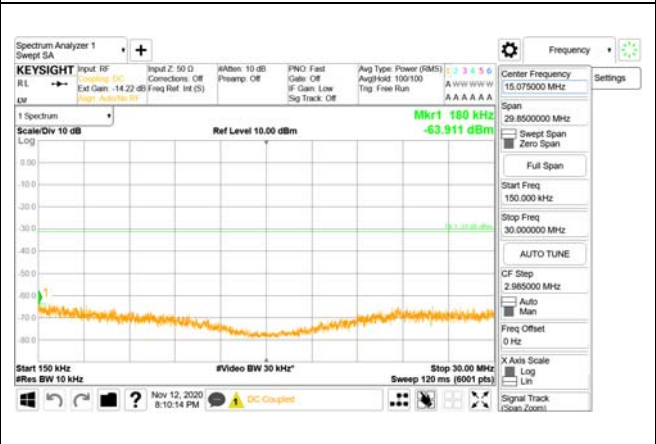 Spectrum Analyzer 1
Swept SA
+
Frequency
KEYSIGHT
RL
Input: RF
Coupling: DC
Ext Gain: -14.22 dB
Align: Auto/No RF
Input Z: 50 Ω
Corrections: Off
Freq Ref: Int (S)
#Atten: 10 dB
Preamp: Off
PNO: Fast
Gate: Off
IF Gain: Low
Sig Track: Off
Avg Type: Power (RMS)
Avg|Hold: 100/100
Trig: Free Run
1 2 3 4 5 6
A W W W W W
A A A A A A
1 Spectrum
Scale/Div 10 dB
Log
Ref Level 10.00 dBm
Mkr1 180 kHz
-63.911 dBm
0.00
-10.0
-20.0
-30.0
-40.0
-50.0
-60.0
-70.0
-80.0
1
Start 150 kHz
#Res BW 10 kHz
#Video BW 30 kHz*
Stop 30.00 MHz
Sweep 120 ms (6001 pts)
Nov 12, 2020
8:10:14 PM
DC Coupled
Center Frequency
15.075000 MHz
Settings
Span
29.8500000 MHz
Swept Span
Zero Span
Full Span
Start Freq
150.000 kHz
Stop Freq
30.000000 MHz
AUTO TUNE
CF Step
2.985000 MHz
Auto
Man
Freq Offset
0 Hz
X Axis Scale
Log
Lin
Signal Track
(Span Zoom)